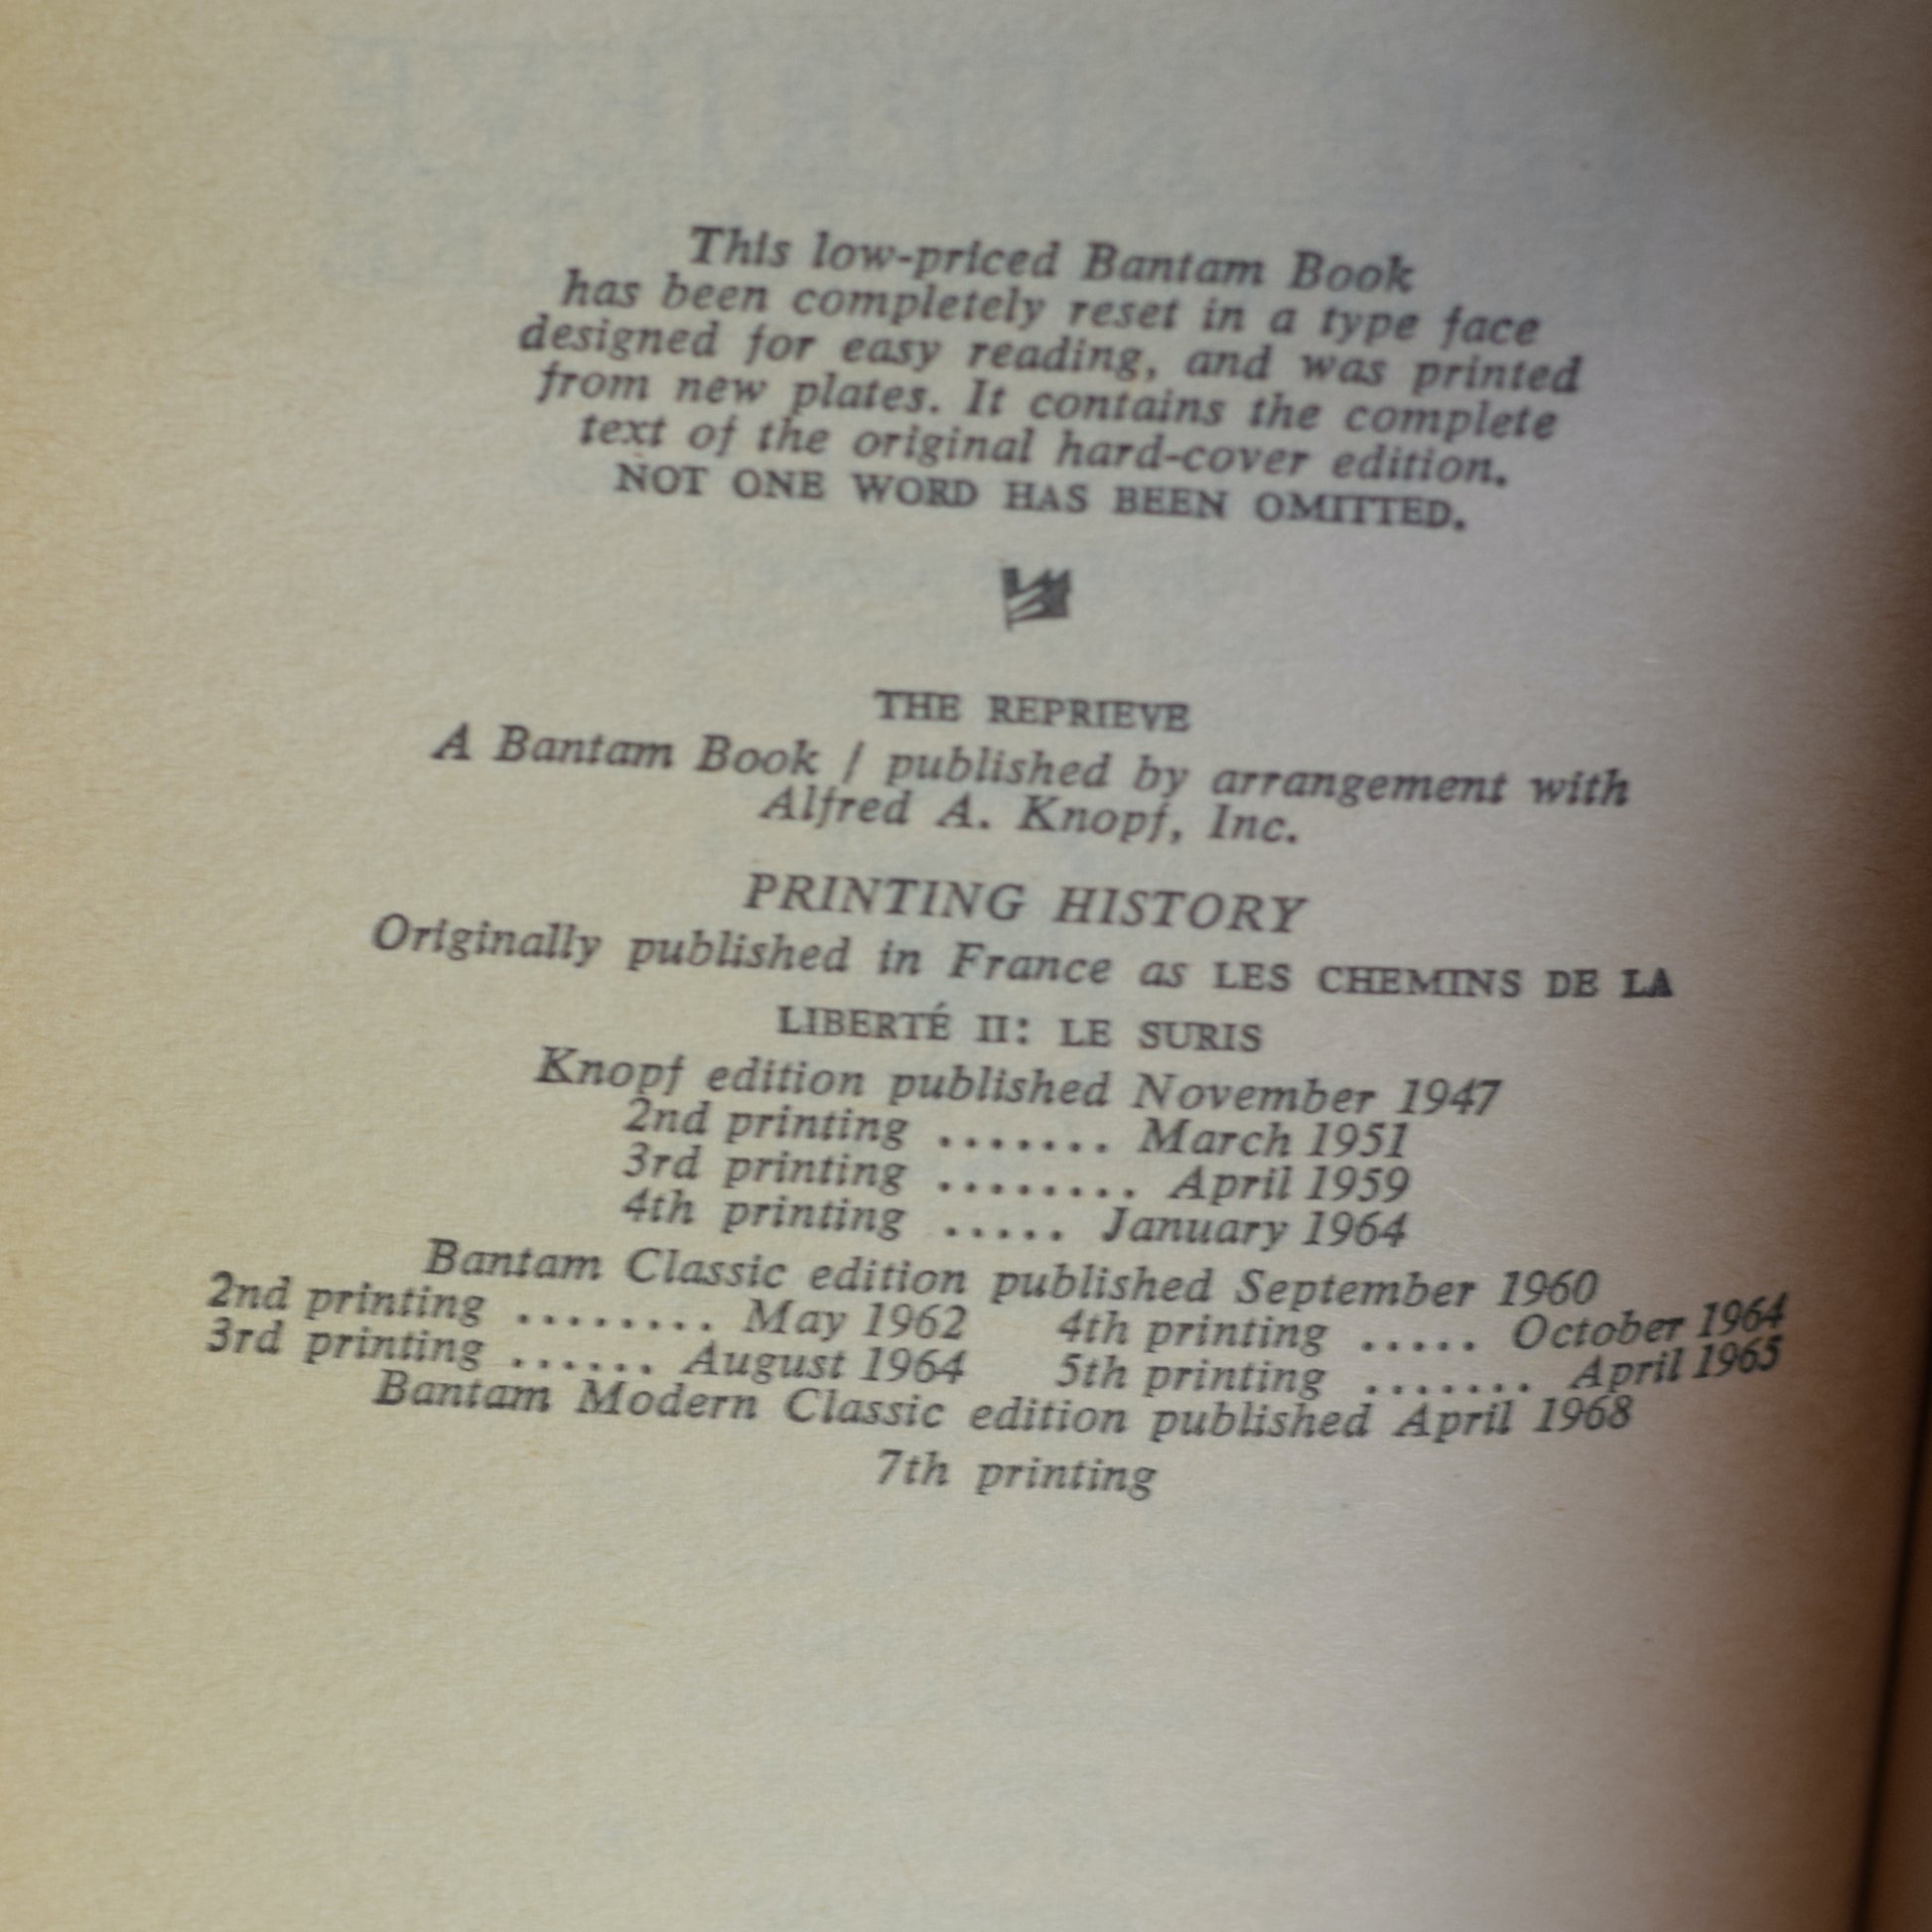 This low-priced Bantam Book
has been completely reset in a type face
designed for easy reading, and was printed
from new plates. It contains the complete
text of the original hard-cover edition.
NOT ONE WORD HAS BEEN OMITTED.
THE REPRIEVE
A Bantam Book / published by arrangement with
Alfred A. Knopf, Inc.
PRINTING HISTORY
Originally published in France as LES CHEMINS DE LA
LIBERTÉ II: LE SURIS
Knopf edition published November 1947
2nd printing ....... March 1951
3rd printing ........ April 1959
4th printing ..... January 1964
Bantam Classic edition published September 1960
2nd printing ........ May 1962 4th printing ..... October 1964
3rd printing ...... August 1964 5th printing ....... April 1965
Bantam Modern Classic edition published April 1968
7th printing